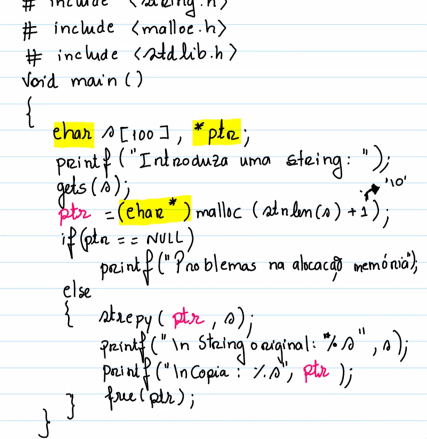 # include <string.h>
# include <malloc.h>
# include <stdlib.h>
void main ()
{
char s [100] , *ptr;
printf ("Introduza uma string: ");
gets (s);
'\0'
ptr = (char*) malloc (strlen(s) + 1);
if (ptr == NULL)
printf ("Problemas na alocação memória");
else
{ strcpy ( ptr , s);
printf (" \n String original: %s" , s);
printf ("\n Copia : %s", ptr );
free (ptr);
}
}